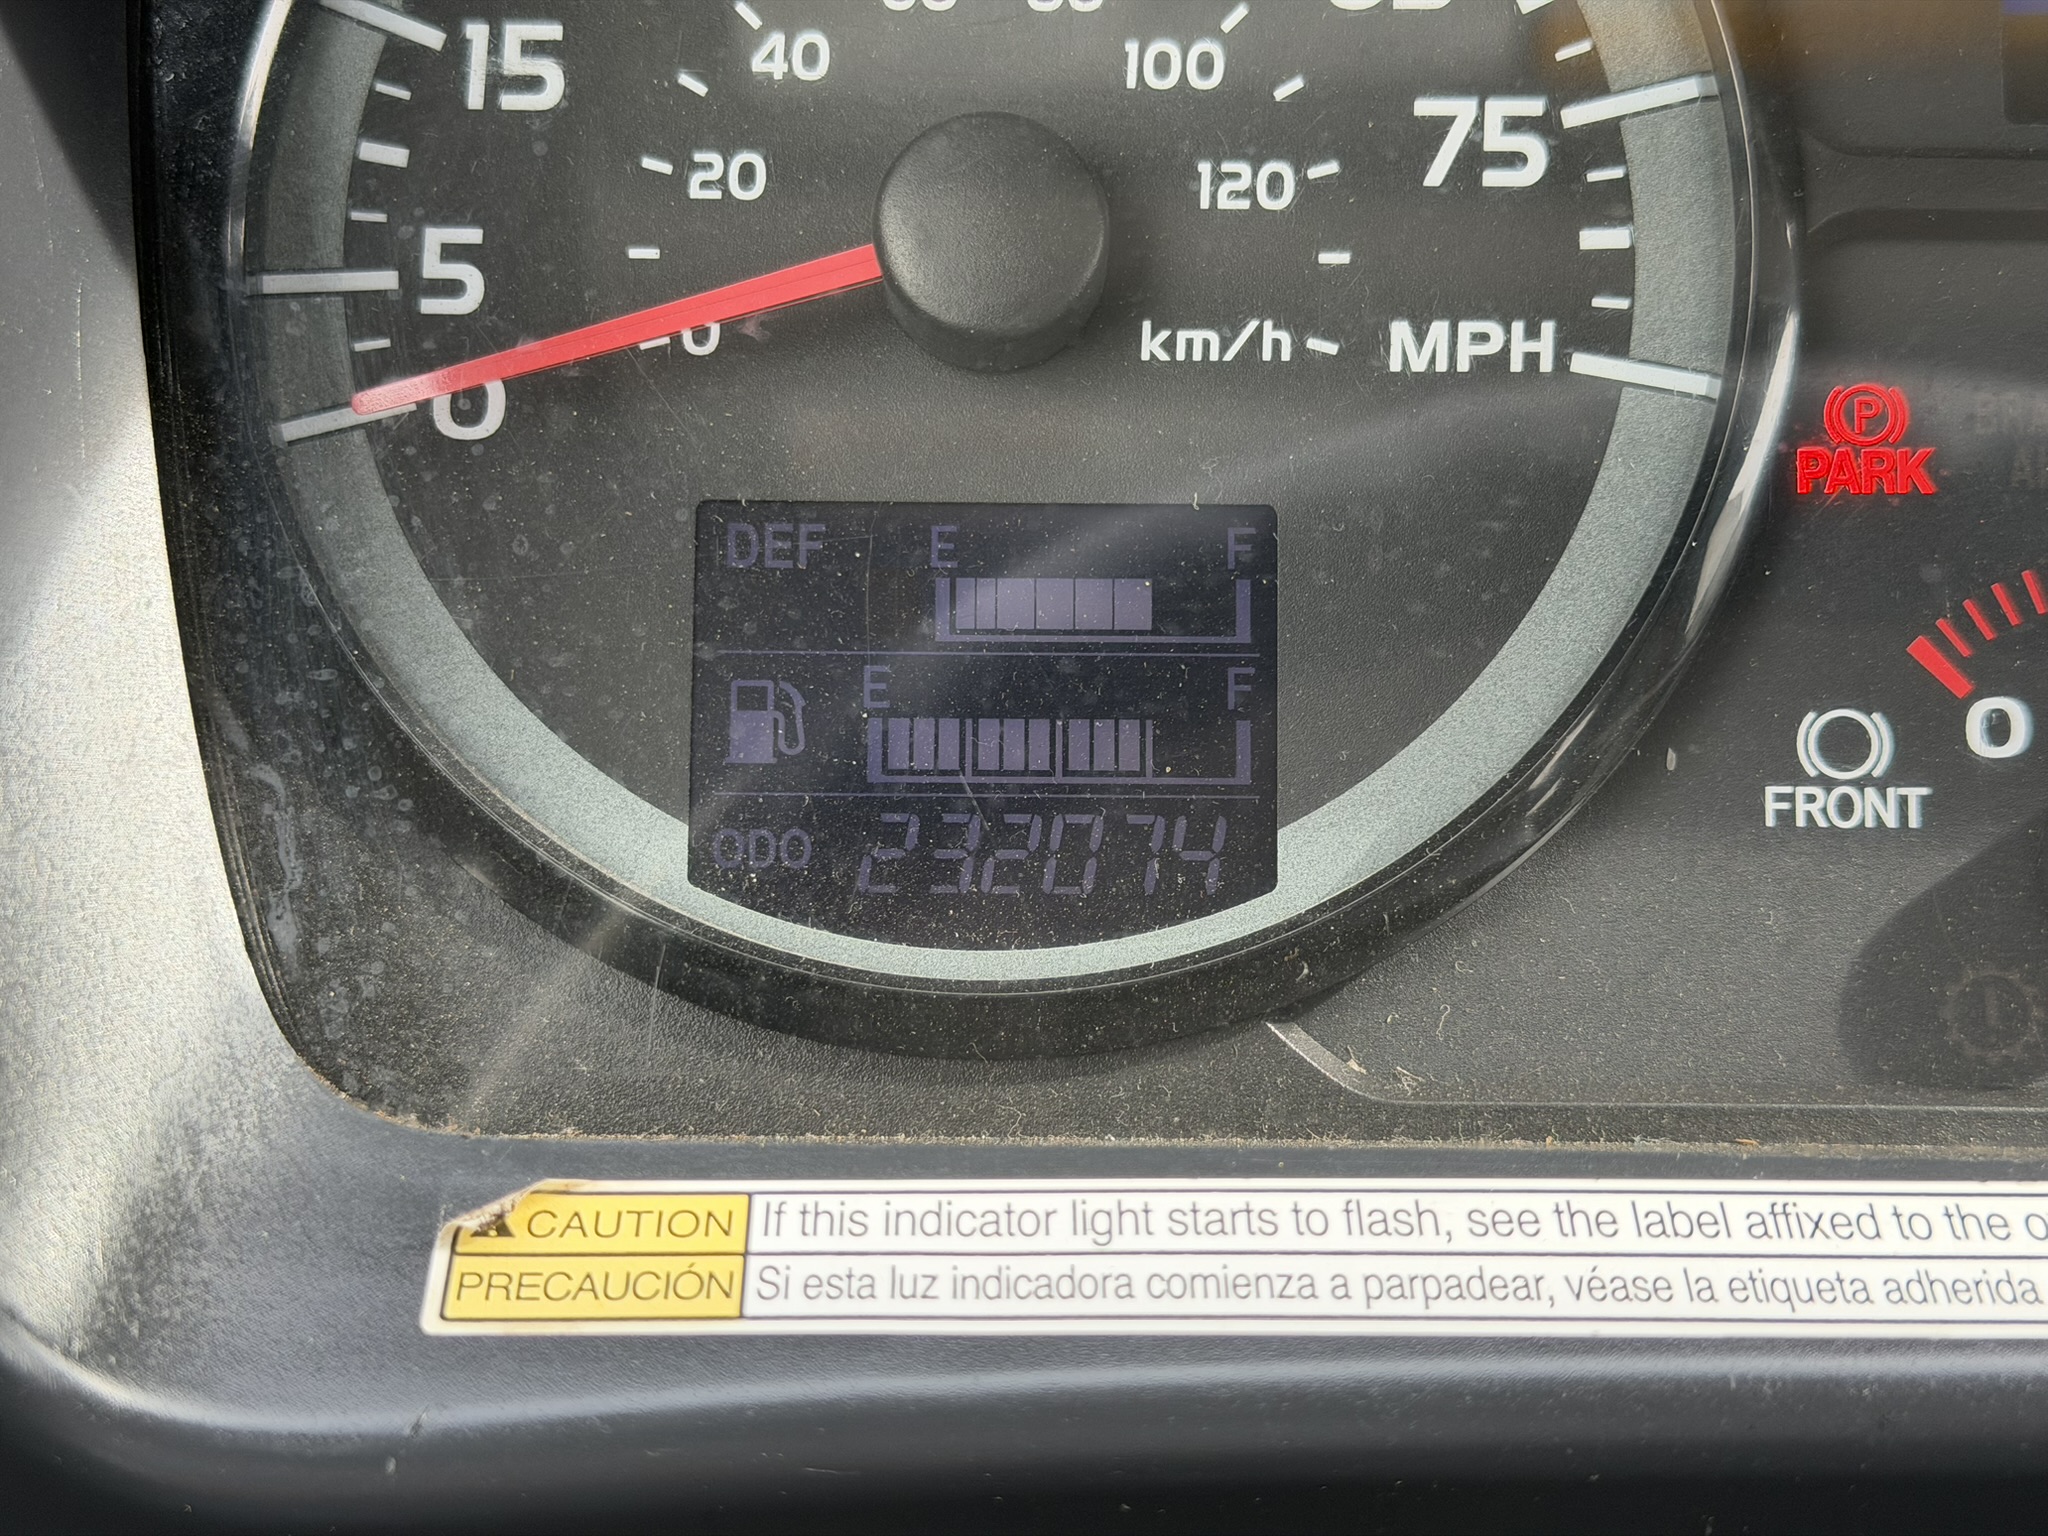 15
40
100
75
20
120
5
0
0
km/h
MPH
PARK
DEF
E
F
E
F
ODO
232074
0
FRONT
CAUTION
If this indicator light starts to flash, see the label affixed to the
PRECAUCIÓN
Si esta luz indicadora comienza a parpadear, véase la etiqueta adherida